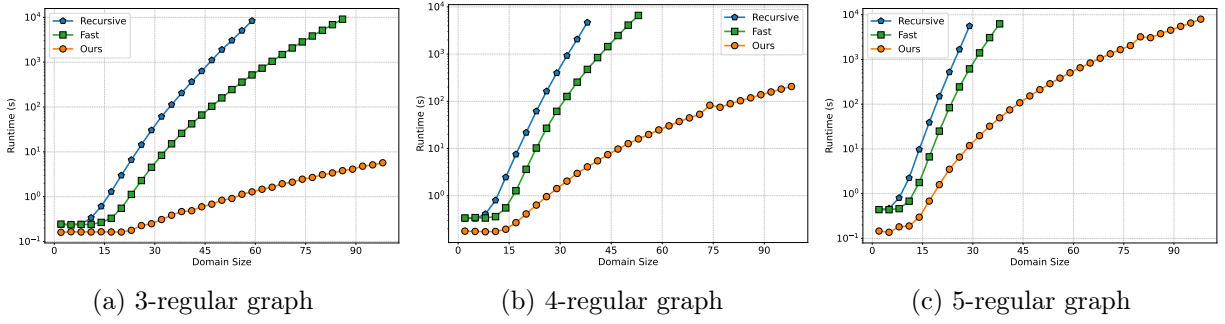 Recursive
Fast
Ours
Runtime (s)
10^4
10^3
10^2
10^1
10^0
10^{-1}
0 15 30 45 60 75 90
Domain Size
(a) 3-regular graph
Recursive
Fast
Ours
Runtime (s)
10^4
10^3
10^2
10^1
10^0
0 15 30 45 60 75 90
Domain Size
(b) 4-regular graph
Recursive
Fast
Ours
Runtime (s)
10^4
10^3
10^2
10^1
10^0
10^{-1}
0 15 30 45 60 75 90
Domain Size
(c) 5-regular graph